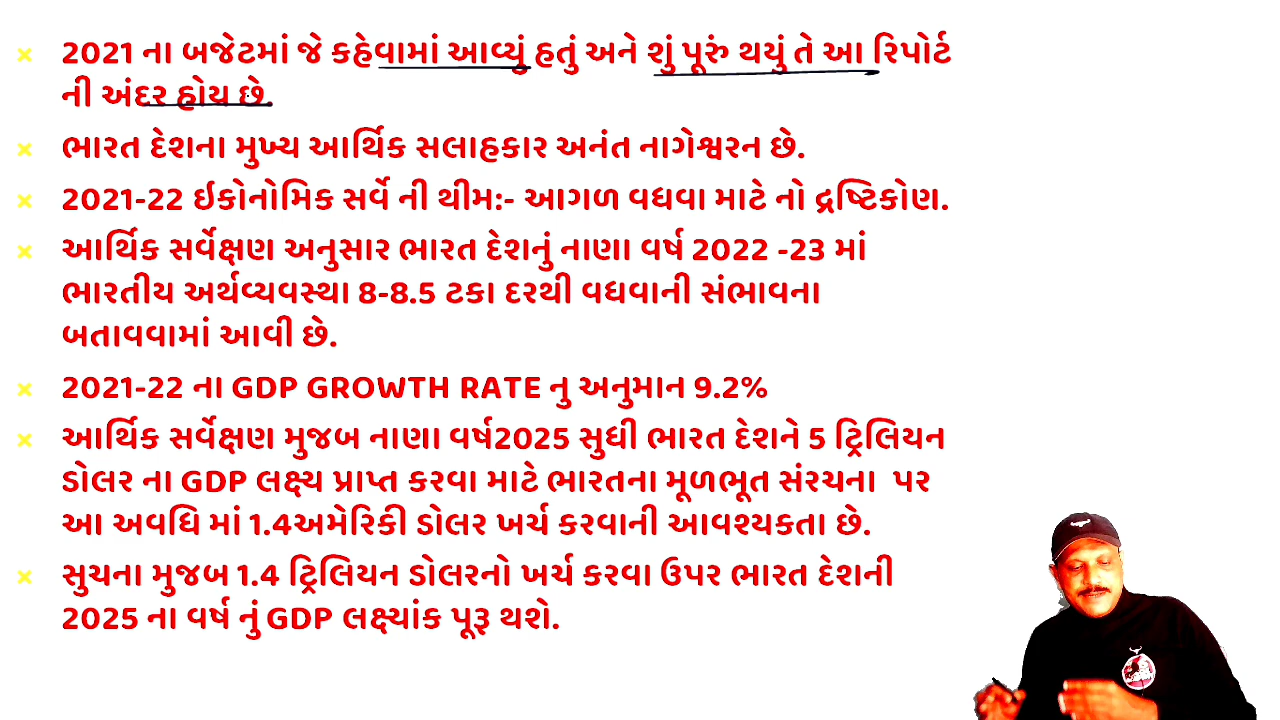 × 2021 ના બજેટમાં જે કહેવામાં આવ્યું હતું અને શું પૂરું થયું તે આ રિપોર્ટ
ની અંદર હોય છે.
× ભારત દેશના મુખ્ય આર્થિક સલાહકાર અનંત નાગેશ્વરન છે.
× 2021-22 ઇકોનોમિક સર્વે ની થીમ:- આગળ વધવા માટે નો દ્રષ્ટિકોણ.
× આર્થિક સર્વેક્ષણ અનુસાર ભારત દેશનું નાણા વર્ષ 2022 -23 માં
ભારતીય અર્થવ્યવસ્થા 8-8.5 ટકા દરથી વધવાની સંભાવના
બતાવવામાં આવી છે.
× 2021-22 ના GDP GROWTH RATE નુ અનુમાન 9.2%
× આર્થિક સર્વેક્ષણ મુજબ નાણા વર્ષ2025 સુધી ભારત દેશને 5 ટ્રિલિયન
ડોલર ના GDP લક્ષ્ય પ્રાપ્ત કરવા માટે ભારતના મૂળભૂત સંરચના પર
આ અવધિ માં 1.4અમેરિકી ડોલર ખર્ચ કરવાની આવશ્યકતા છે.
× સુચના મુજબ 1.4 ટ્રિલિયન ડોલરનો ખર્ચ કરવા ઉપર ભારત દેશની
2025 ના વર્ષ નું GDP લક્ષ્યાંક પૂરૂ થશે.